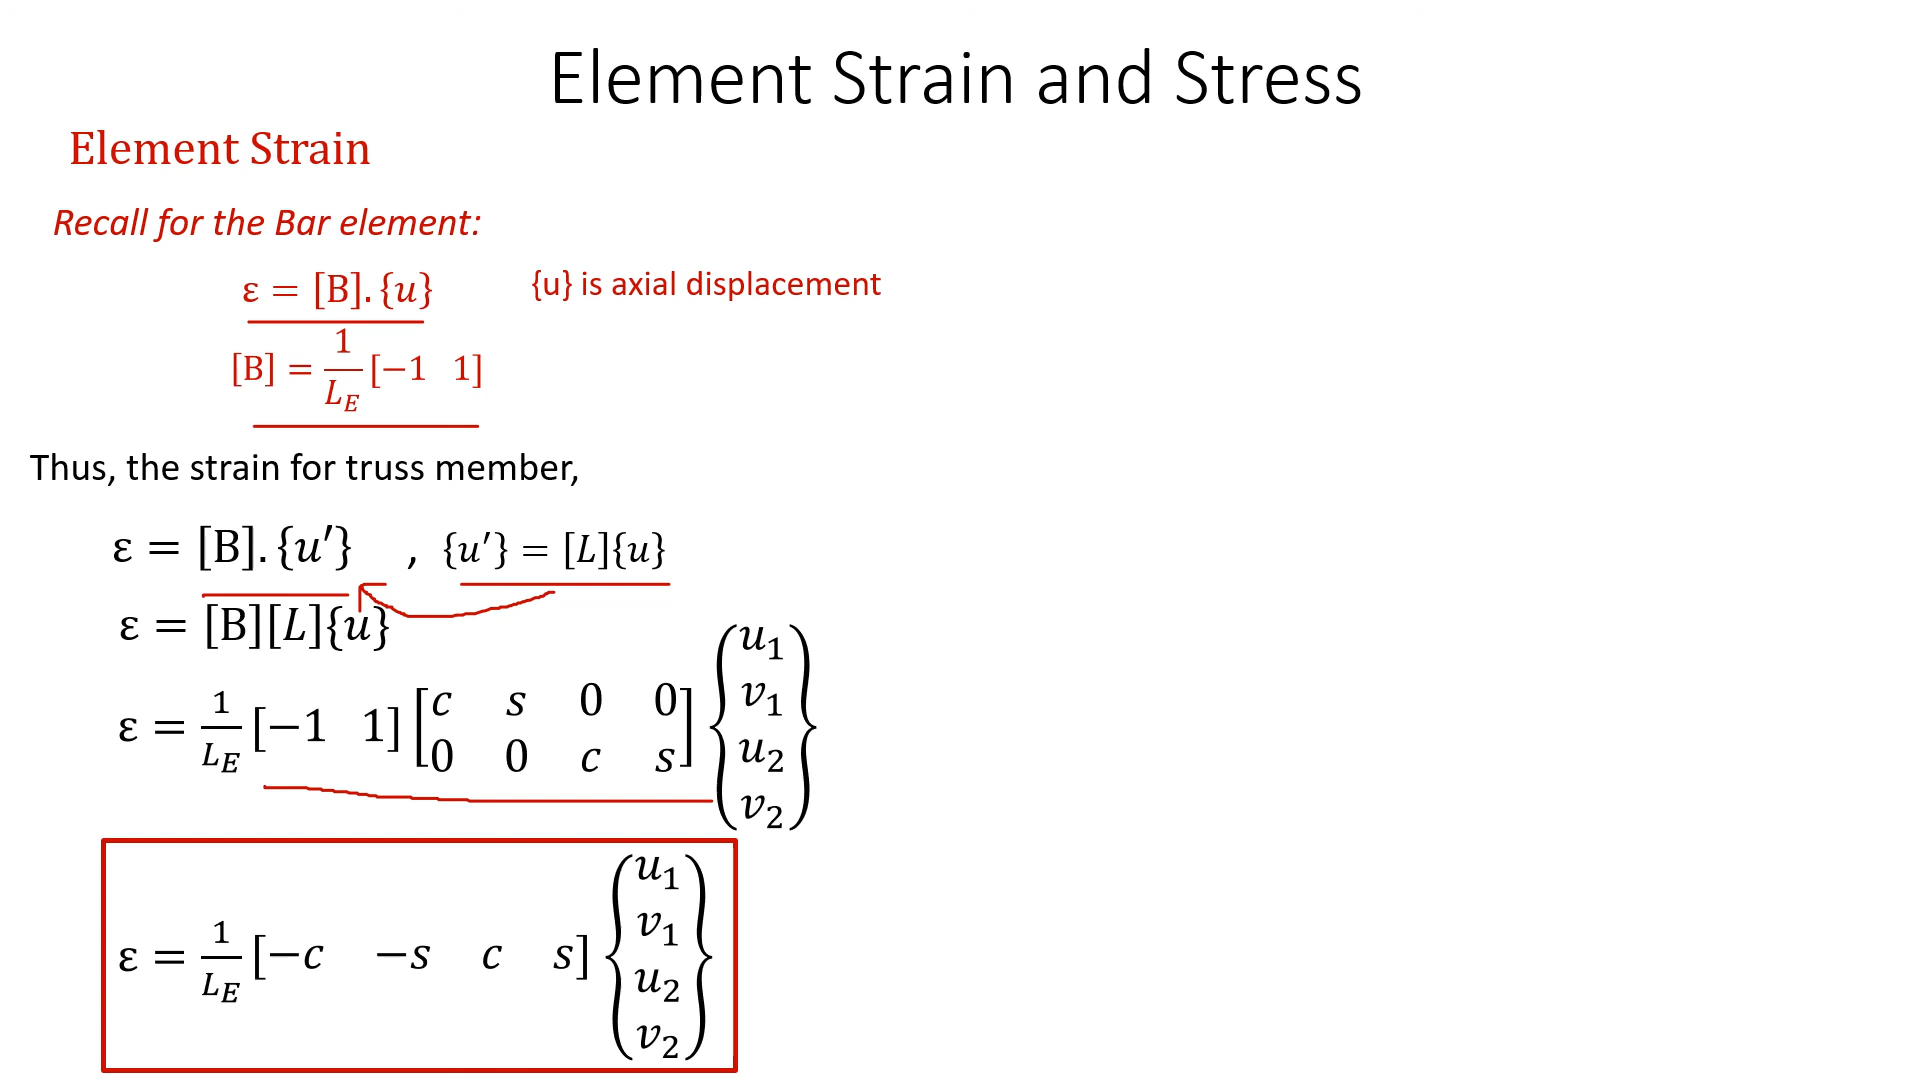 Element Strain and Stress
Element Strain
Recall for the Bar element:
ε = [B].{u}    {u} is axial displacement
[B] = 1/L_E [−1 1]
Thus, the strain for truss member,
ε = [B].{u′} , {u′} = [L]{u}
ε = [B][L]{u}
ε = 1/L_E [−1 1] [c s 0 0; 0 0 c s] {u₁ v₁ u₂ v₂}
ε = 1/L_E [−c −s c s] {u₁ v₁ u₂ v₂}